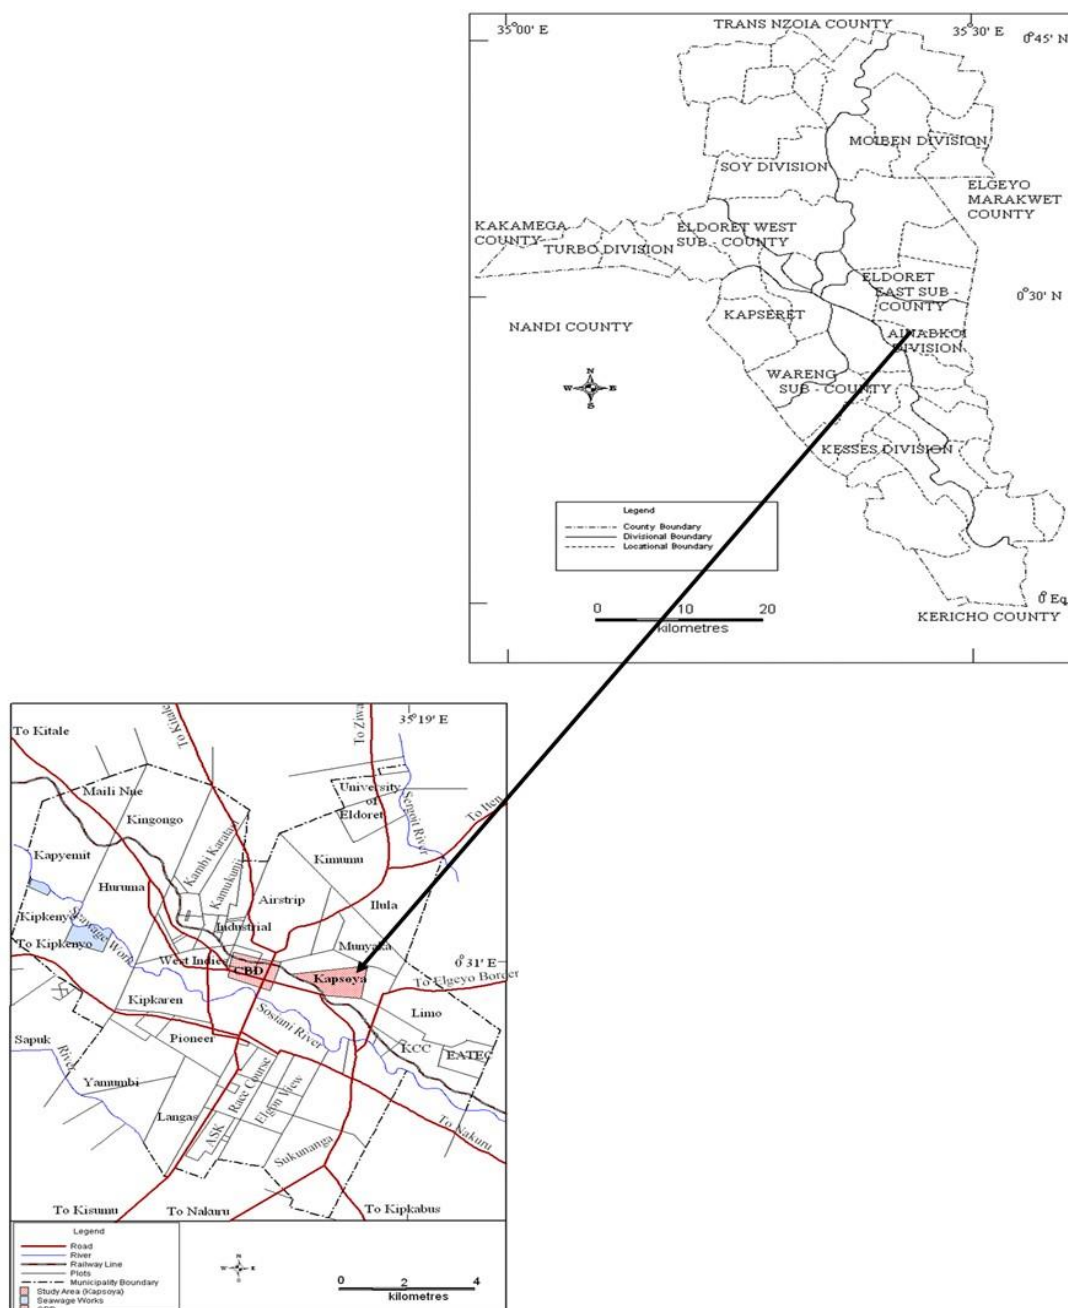 35°00' E
TRANS NZOIA COUNTY
35°30' E
0°45' N
MOIBEN DIVISION
SOY DIVISION
ELGEYO
MARAKWET
COUNTY
KAKAMEGA
COUNTY
ELDORET WEST
SUB - COUNTY
TURBO DIVISION
ELDORET
EAST SUB -
COUNTY
0°30' N
KAPSERET
NANDI COUNTY
AINABKOI
DIVISION
N
W E
S
WARENG
SUB - COUNTY
KESSES DIVISION
Legend
County Boundary
Divisional Boundary
Locational Boundary
0 10 20
kilometres
0° Eq
KERICHO COUNTY
35°19' E
To Kitale
To Kitale
To Ziwa
Maili Nne
University
of
Eldoret
Sergoit River
To Iten
Kingongo
Kambi Karatasi
Kamukunji
Kimumu
Kapyemit
Huruma
Airstrip
Ilula
Kipkenyo
Seawage Work
Industrial
Munyaka
To Kipkenyo
West Indies
CBD
Kapsoya
0°31' E
To Elgeyo Border
Kipkaren
Sosiani River
Limo
Sapuk
River
Pioneer
KCC
EATEC
Yamumbi
Race Course
Elgon View
Langas
ASK
Sukunanga
To Nakuru
To Kisumu
To Nakuru
To Kipkabus
Legend
Road
River
Railway Line
Plots
Municipality Boundary
Study Area (Kapsoya)
Seawage Works
N
W E
S
0 2 4
kilometres